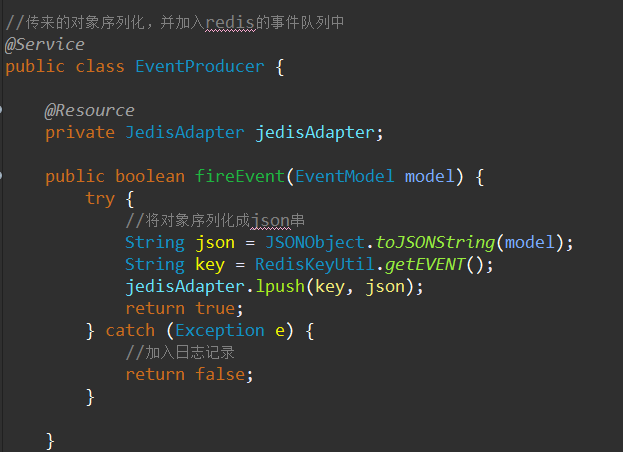 //传来的对象序列化，并加入redis的事件队列中
@Service
public class EventProducer {
@Resource
private JedisAdapter jedisAdapter;
public boolean fireEvent(EventModel model) {
try {
//将对象序列化成json串
String json = JSONObject.toJSONString(model);
String key = RedisKeyUtil.getEVENT();
jedisAdapter.lpush(key, json);
return true;
} catch (Exception e) {
//加入日志记录
return false;
}
}